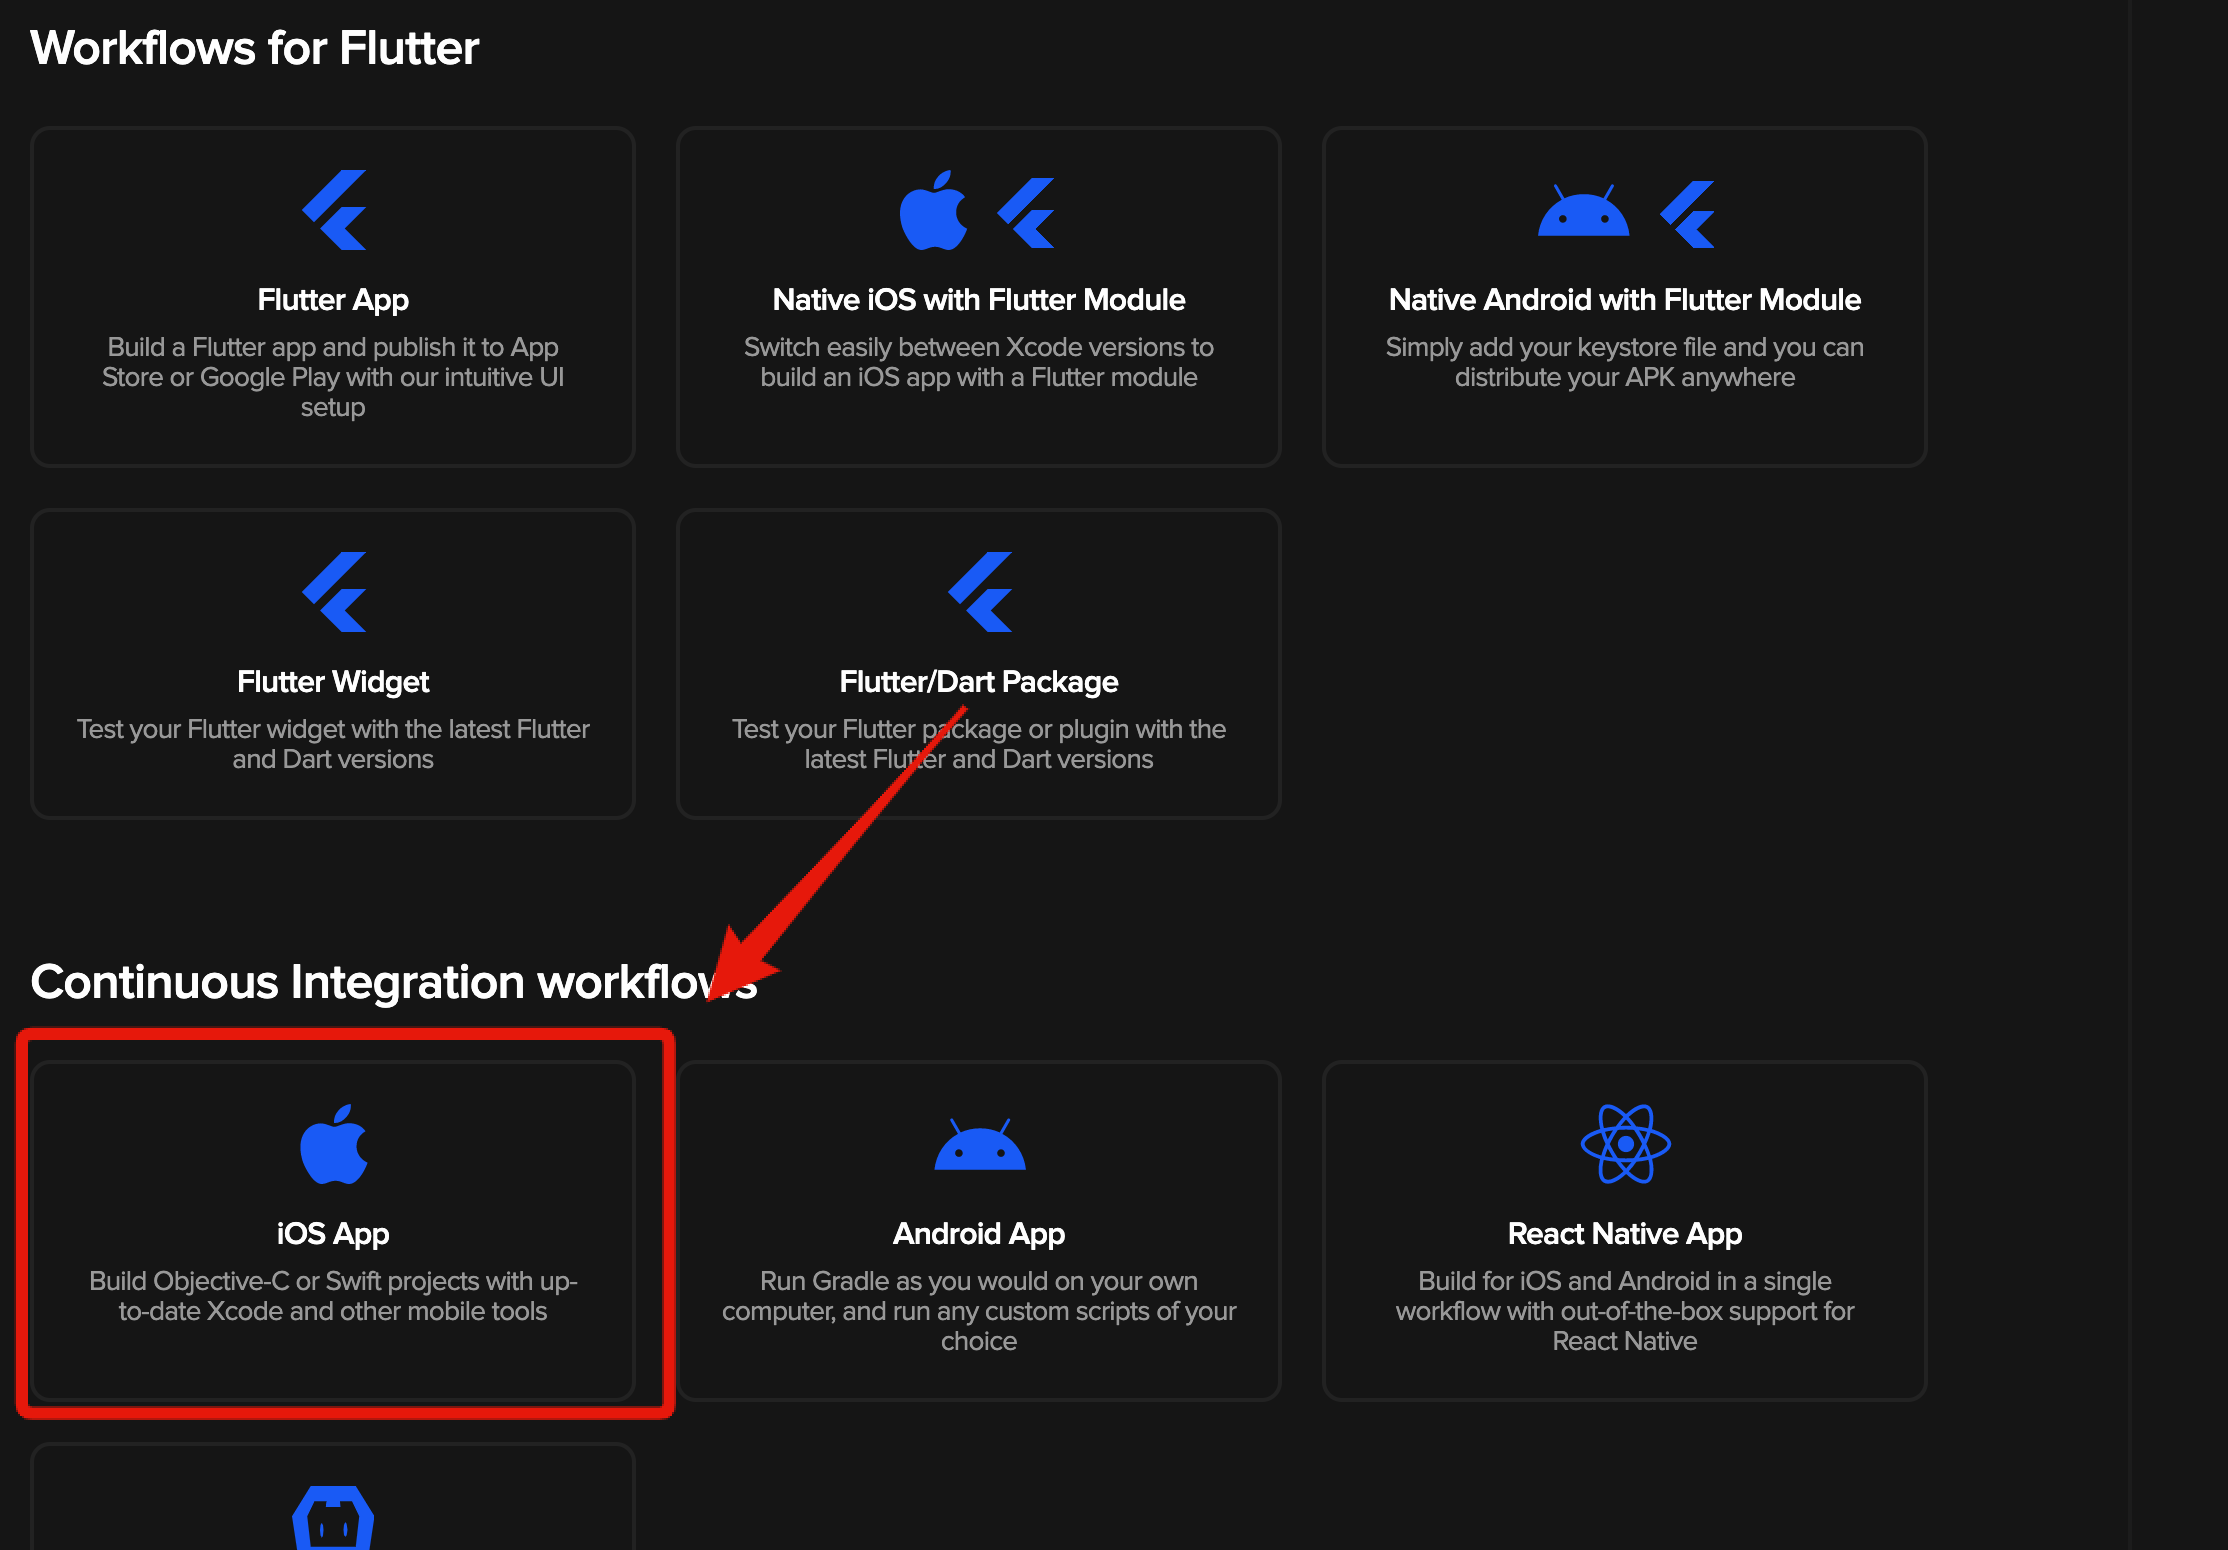 Workflows for Flutter
Flutter App
Build a Flutter app and publish it to App
Store or Google Play with our intuitive UI
setup
Native iOS with Flutter Module
Switch easily between Xcode versions to
build an iOS app with a Flutter module
Native Android with Flutter Module
Simply add your keystore file and you can
distribute your APK anywhere
Flutter Widget
Test your Flutter widget with the latest Flutter
and Dart versions
Flutter/Dart Package
Test your Flutter package or plugin with the
latest Flutter and Dart versions
Continuous Integration workflows
iOS App
Build Objective-C or Swift projects with up-
to-date Xcode and other mobile tools
Android App
Run Gradle as you would on your own
computer, and run any custom scripts of your
choice
React Native App
Build for iOS and Android in a single
workflow with out-of-the-box support for
React Native